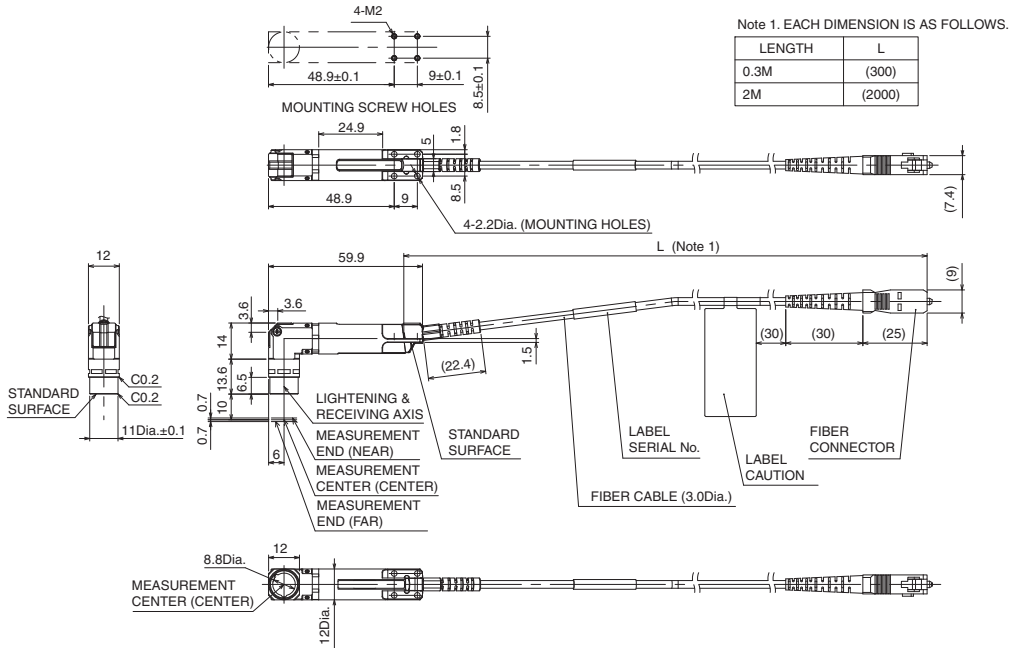 4-M2
48.9±0.1
9±0.1
8.5±0.1
MOUNTING SCREW HOLES
Note 1. EACH DIMENSION IS AS FOLLOWS.
LENGTH L
0.3M (300)
2M (2000)
24.9
5
1.8
48.9
9
8.5
4-2.2Dia. (MOUNTING HOLES)
(7.4)
12
59.9
L (Note 1)
3.6
3.6
14
13.6
6.5
10
0.7
0.7
6
C0.2
C0.2
STANDARD
SURFACE
11Dia.±0.1
(22.4)
1.5
(30)
(30)
(25)
(9)
LIGHTENING &
RECEIVING AXIS
MEASUREMENT
END (NEAR)
MEASUREMENT
CENTER (CENTER)
MEASUREMENT
END (FAR)
STANDARD
SURFACE
LABEL
SERIAL No.
LABEL
CAUTION
FIBER
CONNECTOR
FIBER CABLE (3.0Dia.)
12
8.8Dia.
MEASUREMENT
CENTER (CENTER)
12Dia.